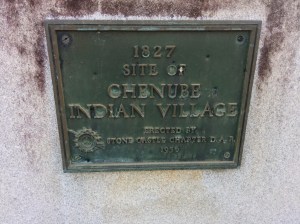 1827
SITE OF
CHENUBE
INDIAN VILLAGE
ERECTED BY
STONE CASTLE CHAPTER D.A.R.